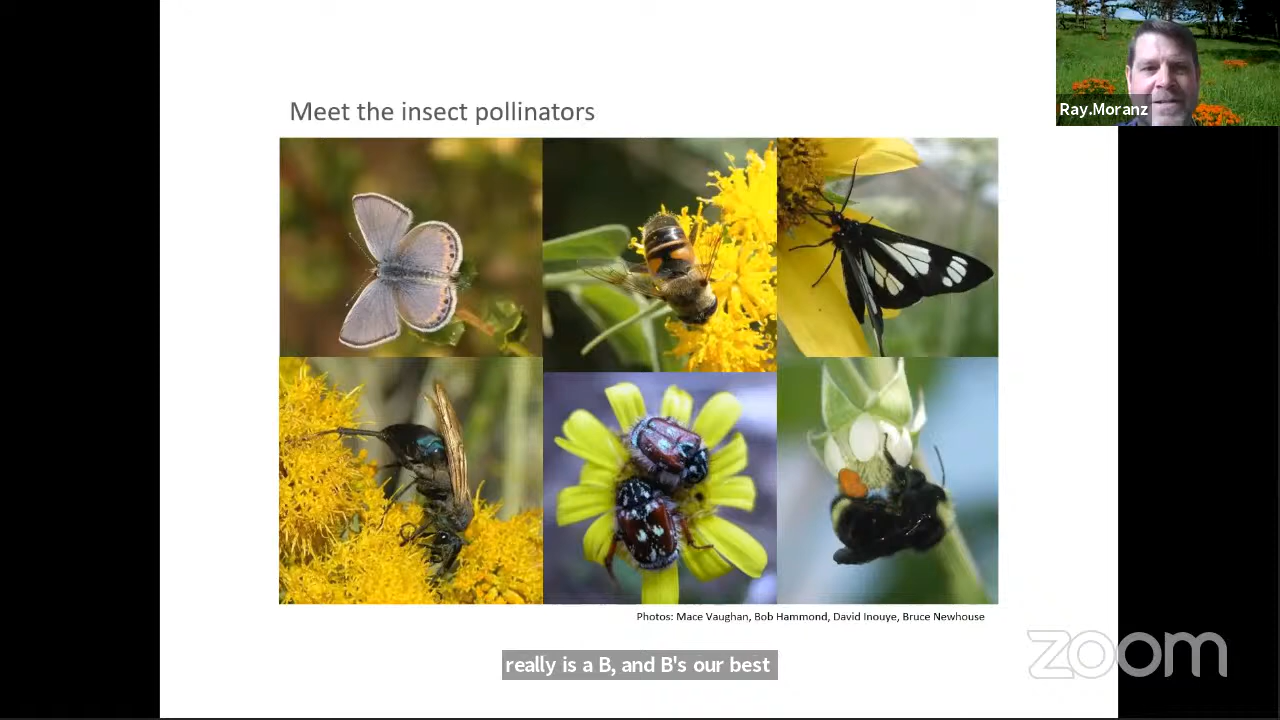 Meet the insect pollinators
Ray.Moranz
Photos: Mace Vaughan, Bob Hammond, David Inouye, Bruce Newhouse
really is a B, and B's our best
zoom